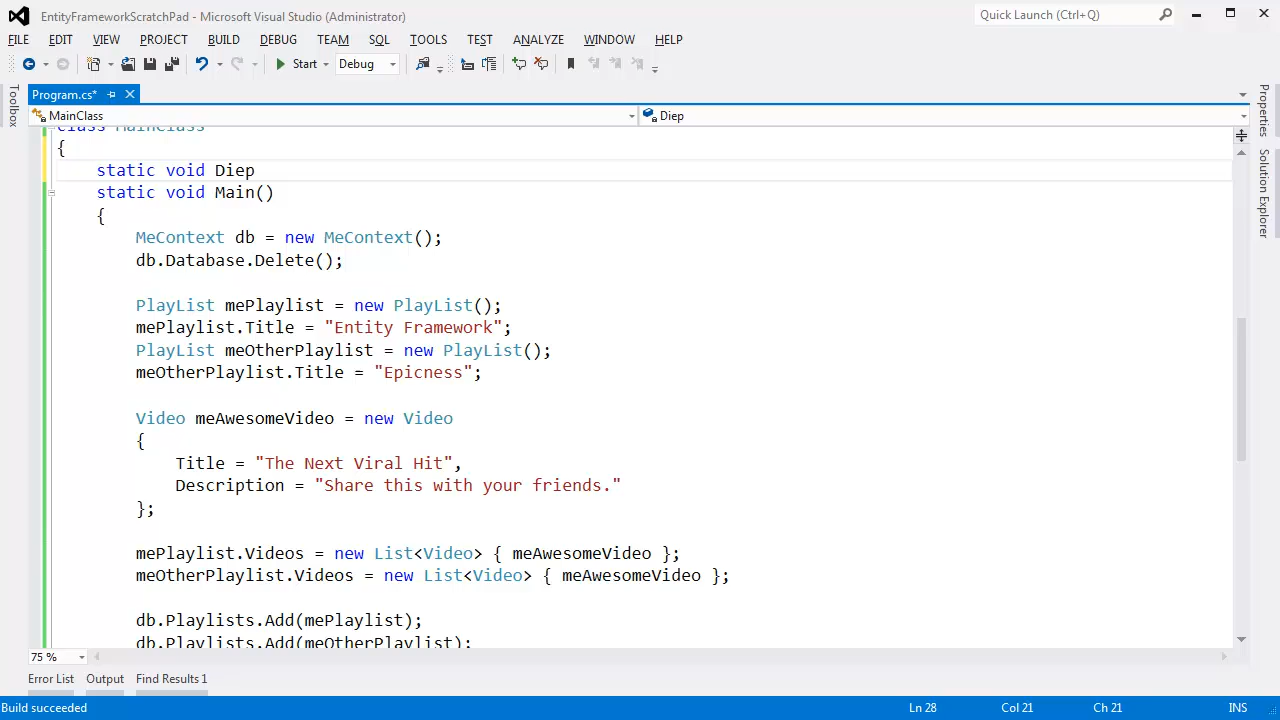 EntityFrameworkScratchPad - Microsoft Visual Studio (Administrator)
Quick Launch (Ctrl+Q)
FILE EDIT VIEW PROJECT BUILD DEBUG TEAM SQL TOOLS TEST ANALYZE WINDOW HELP
Start Debug
Toolbox
Program.cs*
MainClass Diep
Properties
Solution Explorer
class MainClass
{
static void Diep
static void Main()
{
MeContext db = new MeContext();
db.Database.Delete();
PlayList mePlaylist = new PlayList();
mePlaylist.Title = "Entity Framework";
PlayList meOtherPlaylist = new PlayList();
meOtherPlaylist.Title = "Epicness";
Video meAwesomeVideo = new Video
{
Title = "The Next Viral Hit",
Description = "Share this with your friends."
};
mePlaylist.Videos = new List<Video> { meAwesomeVideo };
meOtherPlaylist.Videos = new List<Video> { meAwesomeVideo };
db.Playlists.Add(mePlaylist);
db.Playlists.Add(meOtherPlaylist);
75 %
Error List Output Find Results 1
Build succeeded Ln 28 Col 21 Ch 21 INS